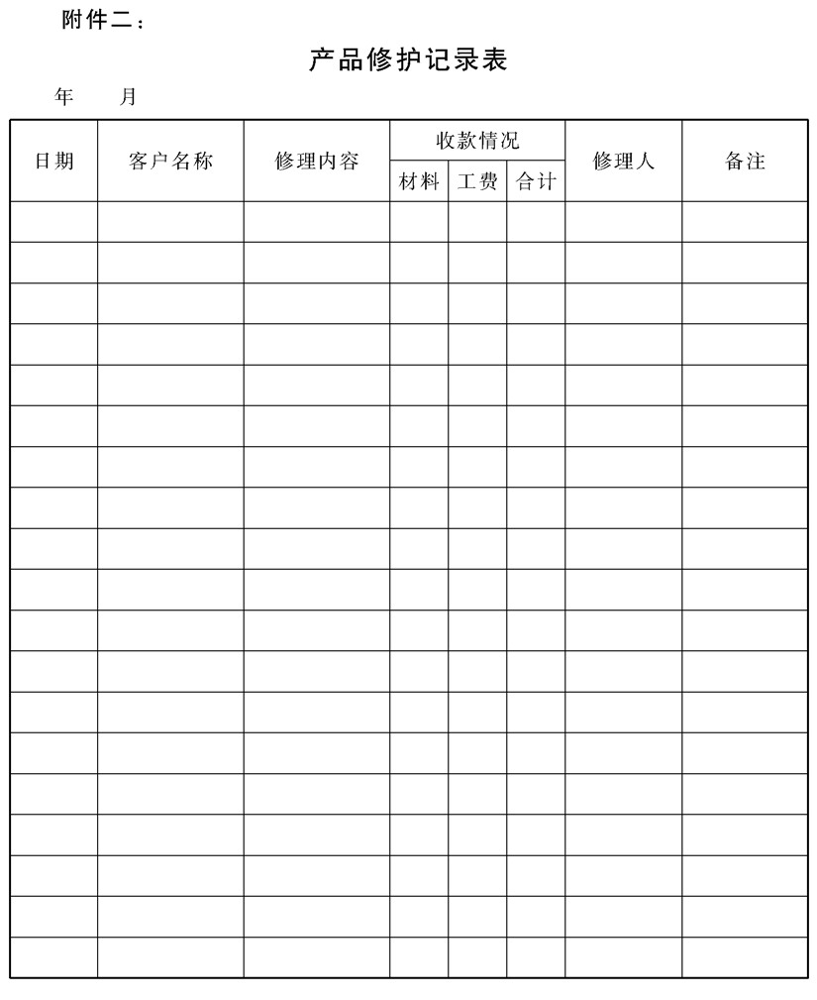 附件二：
产品修护记录表
年 月
日期 客户名称 修理内容 收款情况 修理人 备注
材料 工费 合计